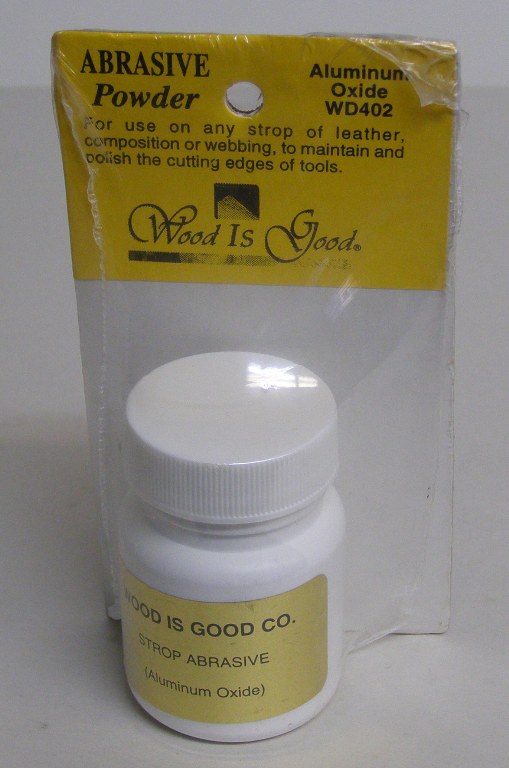 ABRASIVE
Powder
Aluminum
Oxide
WD402
For use on any strop of leather,
composition or webbing, to maintain and
polish the cutting edges of tools.
Wood Is Good®
WOOD IS GOOD CO.
STROP ABRASIVE
(Aluminum Oxide)